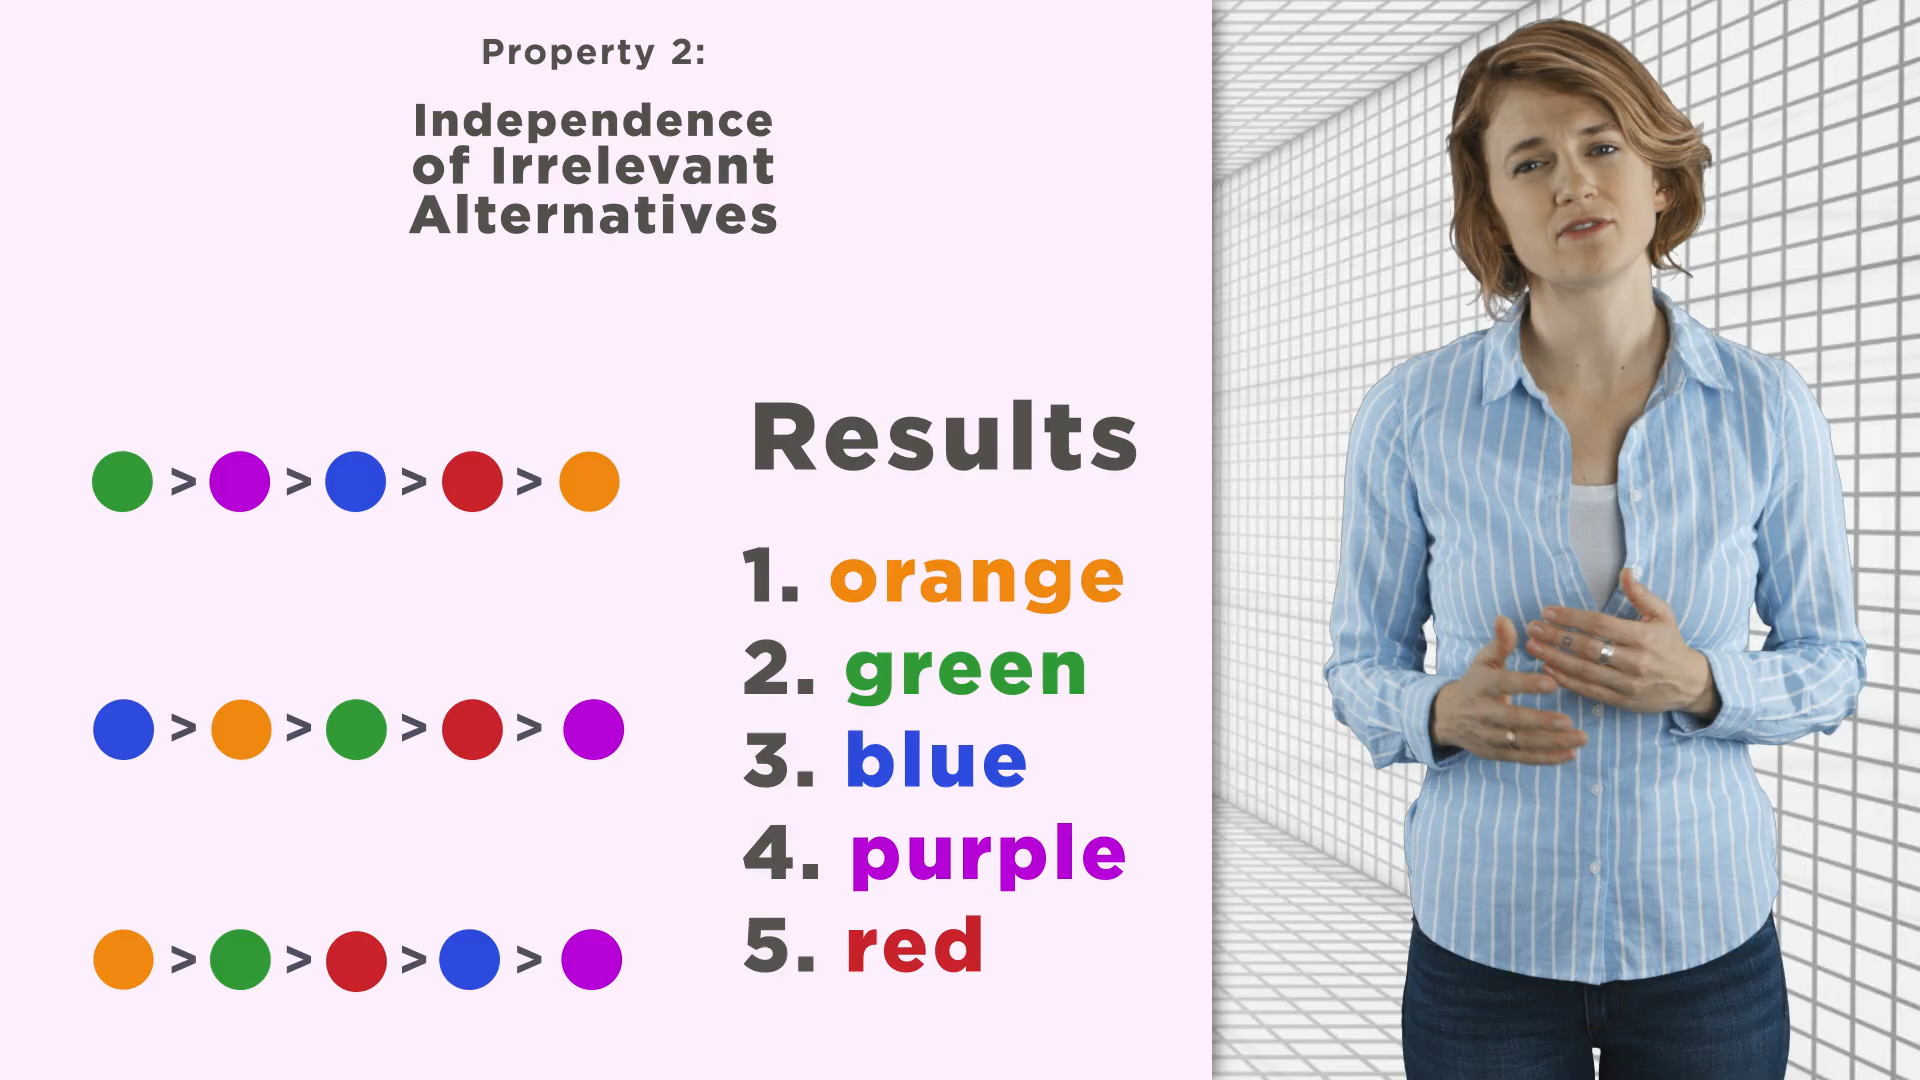 Property 2:
Independence
of Irrelevant
Alternatives
Results
> > > >
1. orange
2. green
3. blue
> > > >
4. purple
5. red
> > > >